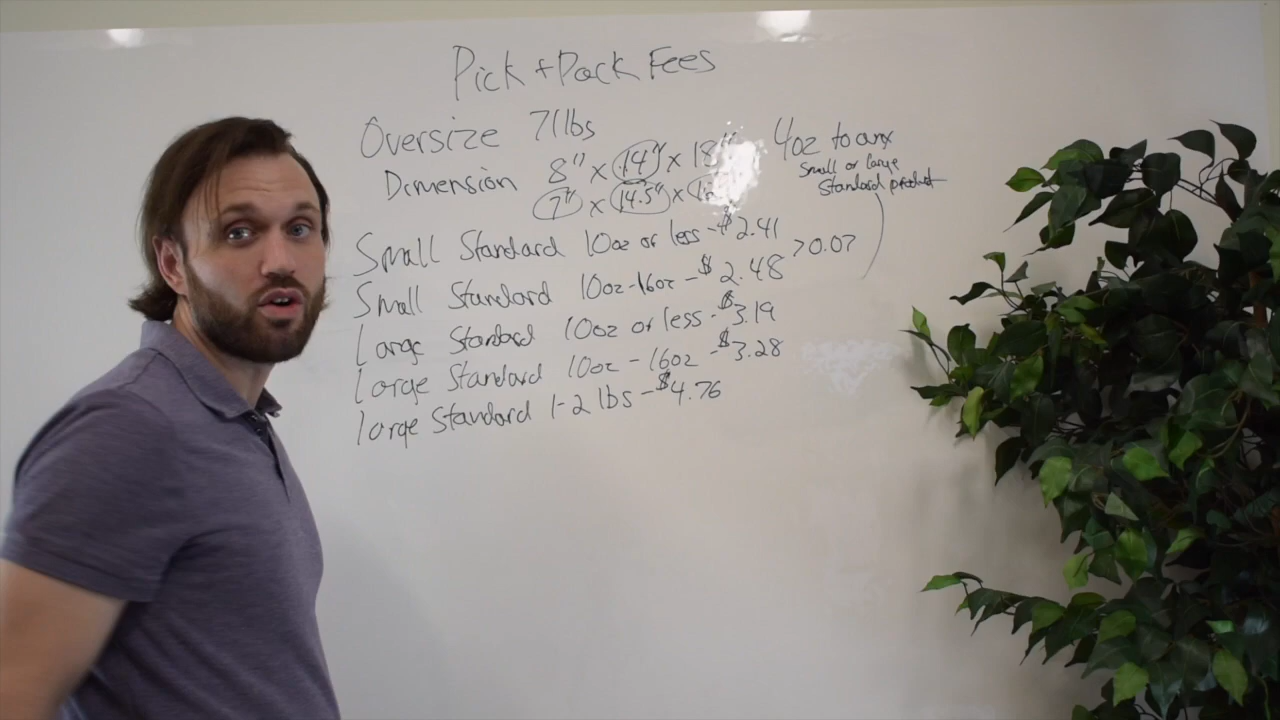 Pick + Pack Fees
Oversize 71lbs
Dimension 8" x 14" x 18"
7" x 14.5" x
4oz to any
Small or large
Standard product
Small Standard 10oz or less - $2.41
Small Standard 10oz-16oz - $2.48 >0.07
Large Standard 10oz or less - $3.19
Large Standard 10oz - 16oz - $3.28
large Standard 1-2 lbs - $4.76